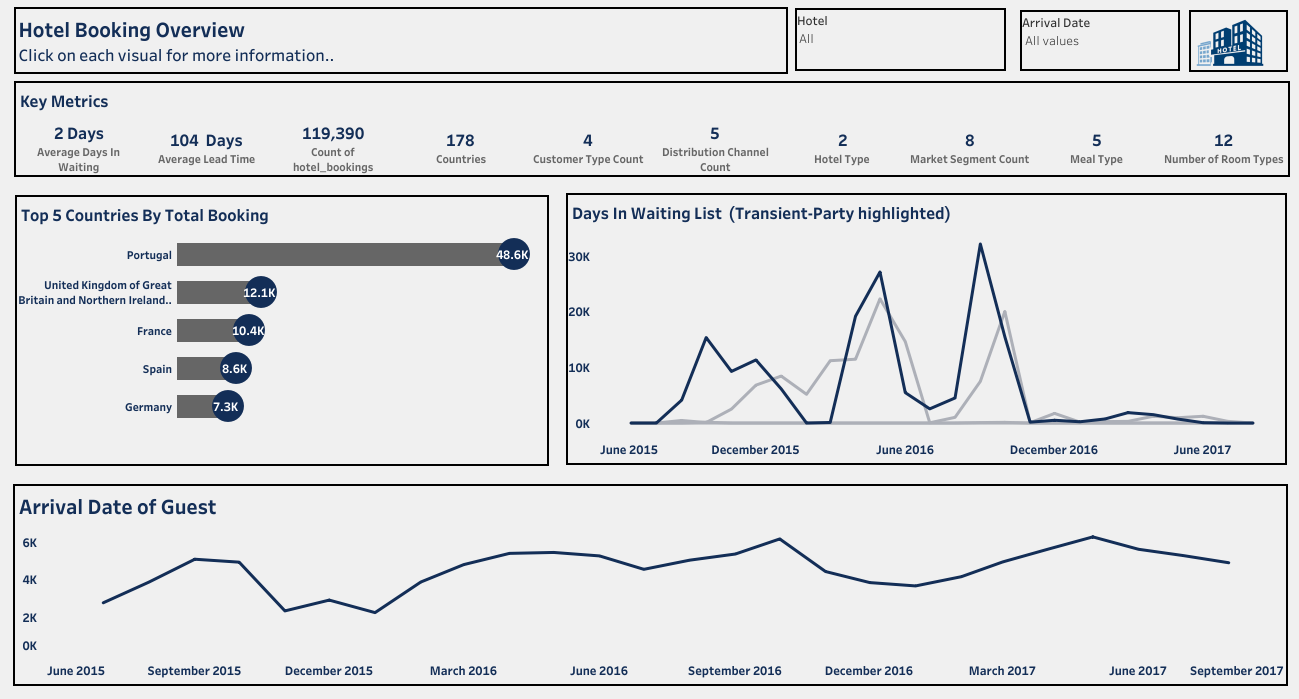 Hotel Booking Overview
Click on each visual for more information..
Hotel
All
Arrival Date
All values
HOTEL
Key Metrics
2 Days
Average Days In
Waiting
104 Days
Average Lead Time
119,390
Count of
hotel_bookings
178
Countries
4
Customer Type Count
5
Distribution Channel
Count
2
Hotel Type
8
Market Segment Count
5
Meal Type
12
Number of Room Types
Top 5 Countries By Total Booking
Portugal
48.6K
United Kingdom of Great
Britain and Northern Ireland..
12.1K
France
10.4K
Spain
8.6K
Germany
7.3K
Days In Waiting List (Transient-Party highlighted)
30K
20K
10K
0K
June 2015
December 2015
June 2016
December 2016
June 2017
Arrival Date of Guest
6K
4K
2K
0K
June 2015
September 2015
December 2015
March 2016
June 2016
September 2016
December 2016
March 2017
June 2017
September 2017